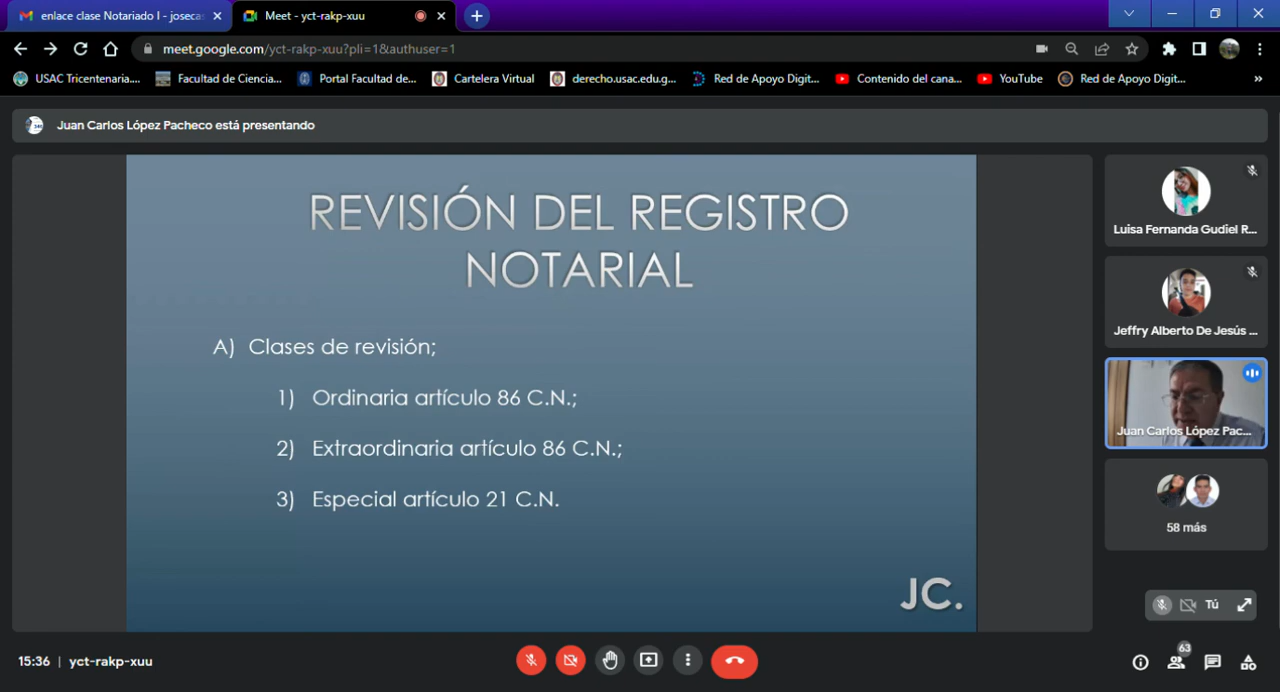 enlace clase Notariado I - joseca
Meet - yct-rakp-xuu
meet.google.com/yct-rakp-xuu?pli=1&authuser=1
USAC Tricentenaria....
Facultad de Ciencia...
Portal Facultad de...
Cartelera Virtual
derecho.usac.edu.g...
Red de Apoyo Digit...
Contenido del cana...
YouTube
Red de Apoyo Digit...
»
Juan Carlos López Pacheco está presentando
REVISIÓN DEL REGISTRO
NOTARIAL
A) Clases de revisión;
1) Ordinaria artículo 86 C.N.;
2) Extraordinaria artículo 86 C.N.;
3) Especial artículo 21 C.N.
JC.
Luisa Fernanda Gudiel R...
Jeffry Alberto De Jesús ...
Juan Carlos López Pac...
58 más
Tú
15:36 | yct-rakp-xuu
63